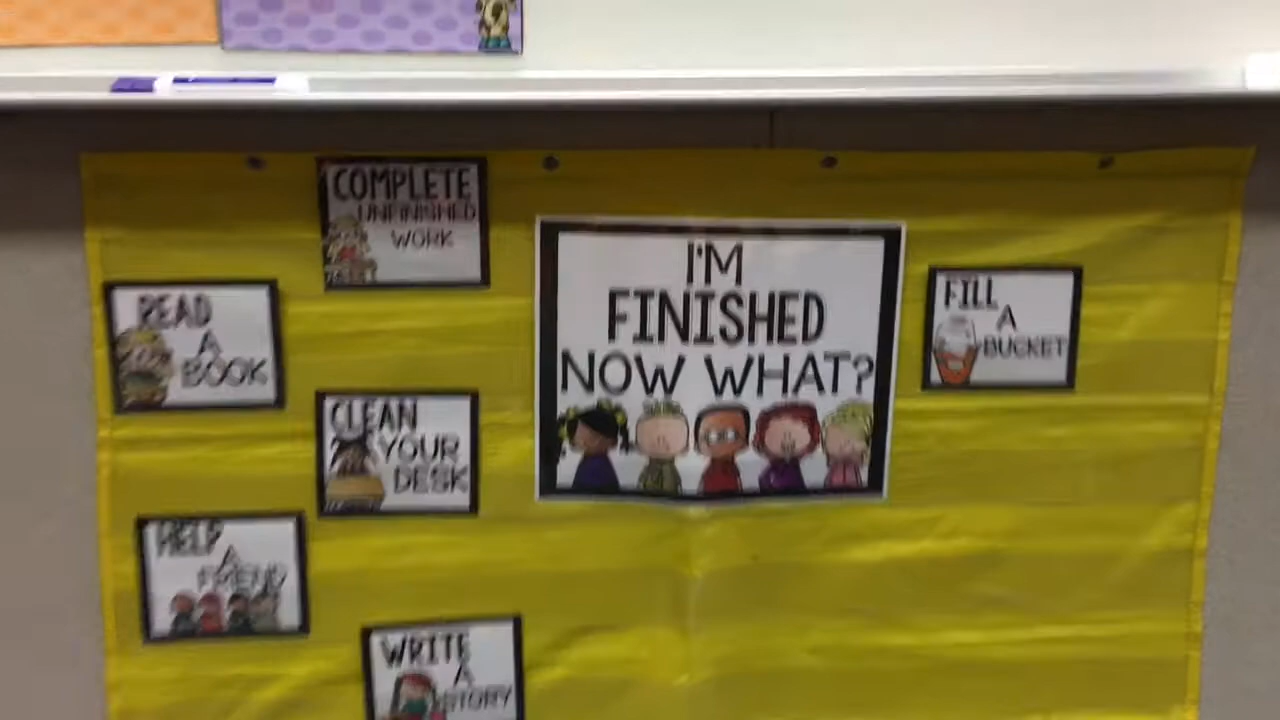 COMPLETE
UNFINISHED
WORK
READ
A
BOOK
CLEAN
YOUR
DESK
HELP
A
FRIEND
WRITE
A
STORY
I'M
FINISHED
NOW WHAT?
FILL
A
BUCKET